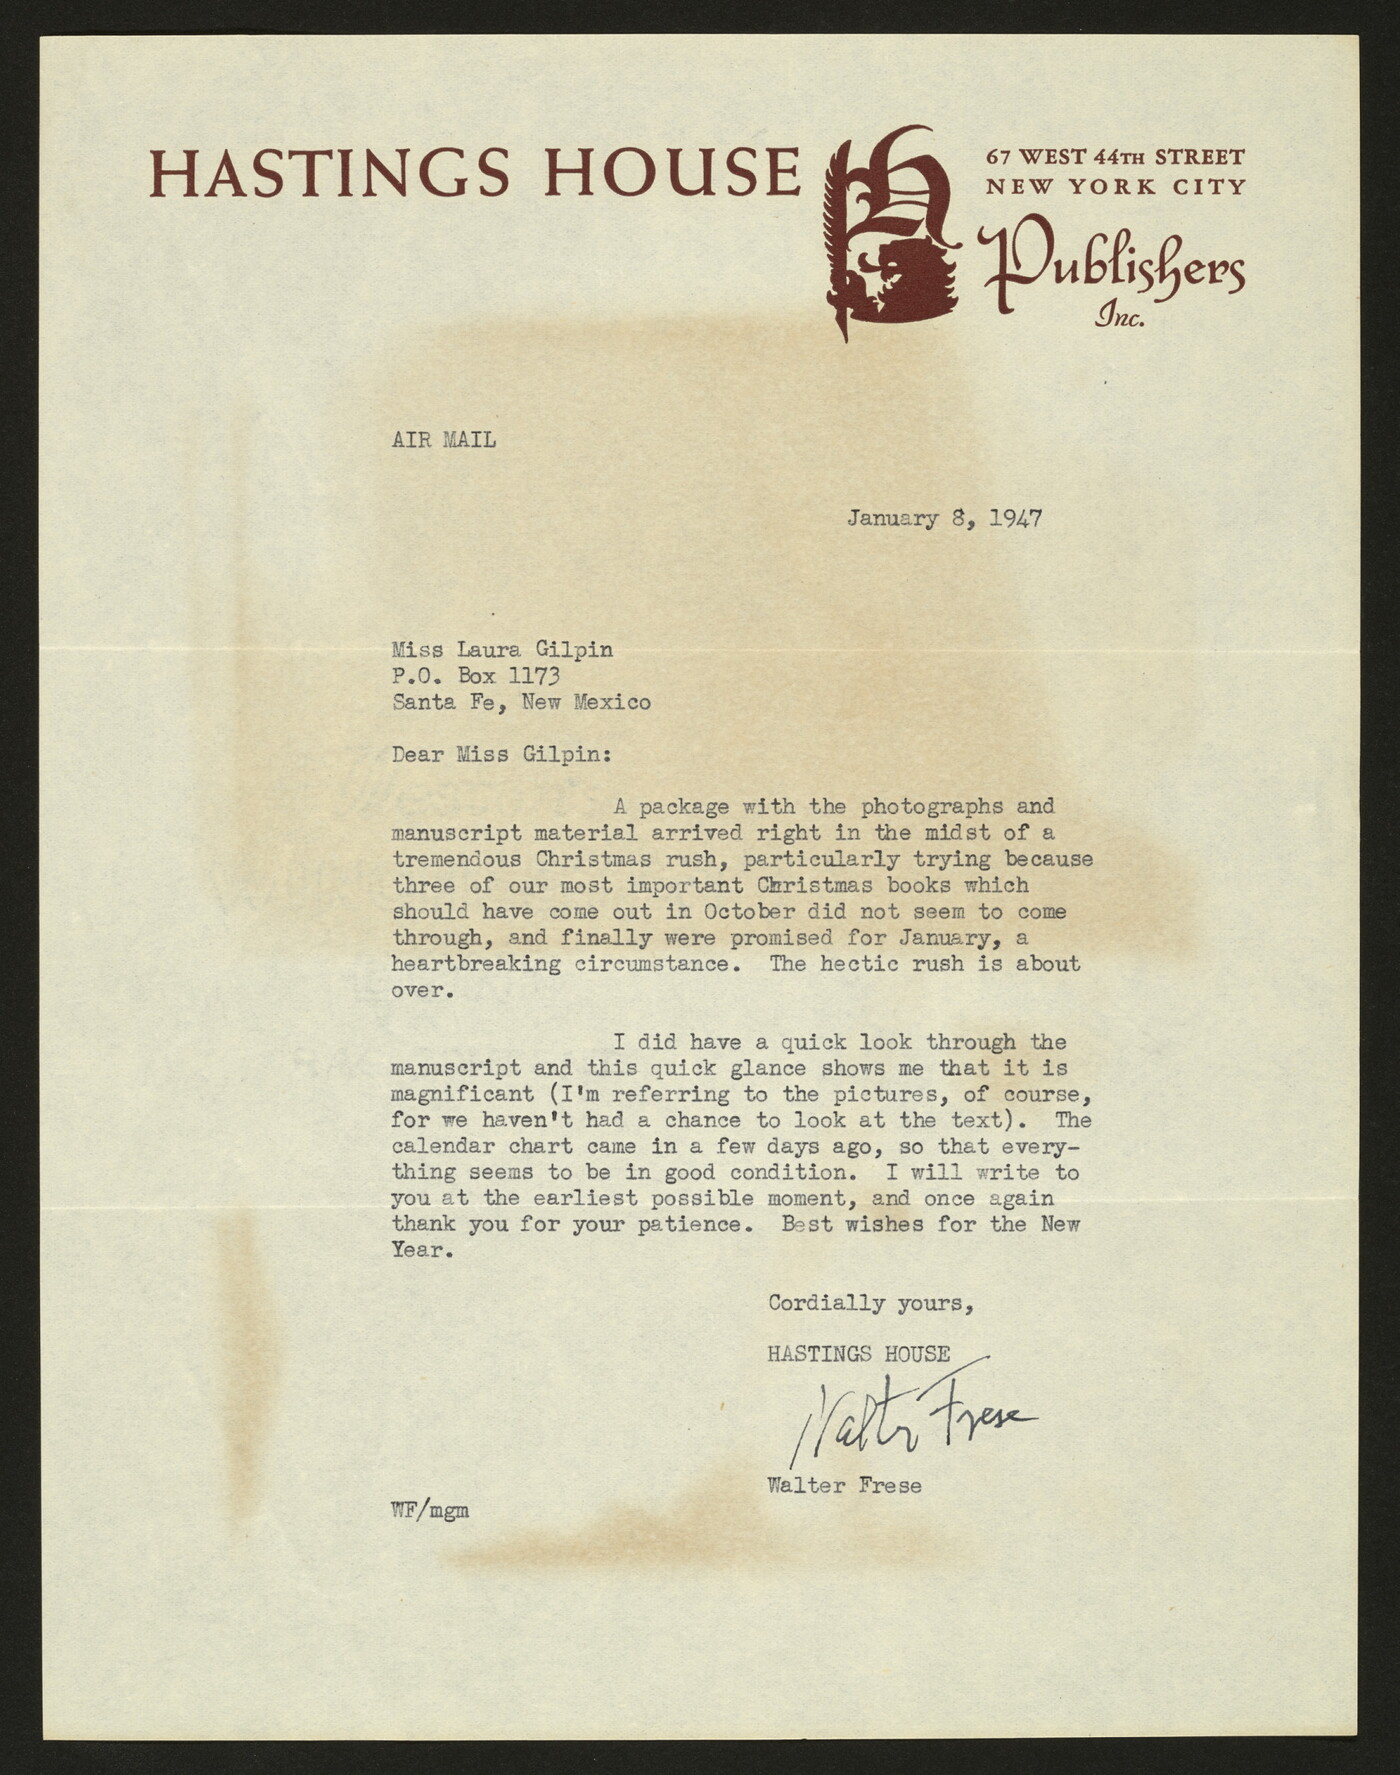 HASTINGS HOUSE
67 WEST 44TH STREET
NEW YORK CITY
Publishers
Inc.
AIR MAIL
January 8, 1947
Miss Laura Gilpin
P.O. Box 1173
Santa Fe, New Mexico
Dear Miss Gilpin:
A package with the photographs and
manuscript material arrived right in the midst of a
tremendous Christmas rush, particularly trying because
three of our most important Christmas books which
should have come out in October did not seem to come
through, and finally were promised for January, a
heartbreaking circumstance. The hectic rush is about
over.
I did have a quick look through the
manuscript and this quick glance shows me that it is
magnificent (I'm referring to the pictures, of course,
for we haven't had a chance to look at the text). The
calendar chart came in a few days ago, so that every-
thing seems to be in good condition. I will write to
you at the earliest possible moment, and once again
thank you for your patience. Best wishes for the New
Year.
Cordially yours,
HASTINGS HOUSE
Walter Frese
Walter Frese
WF/mgm